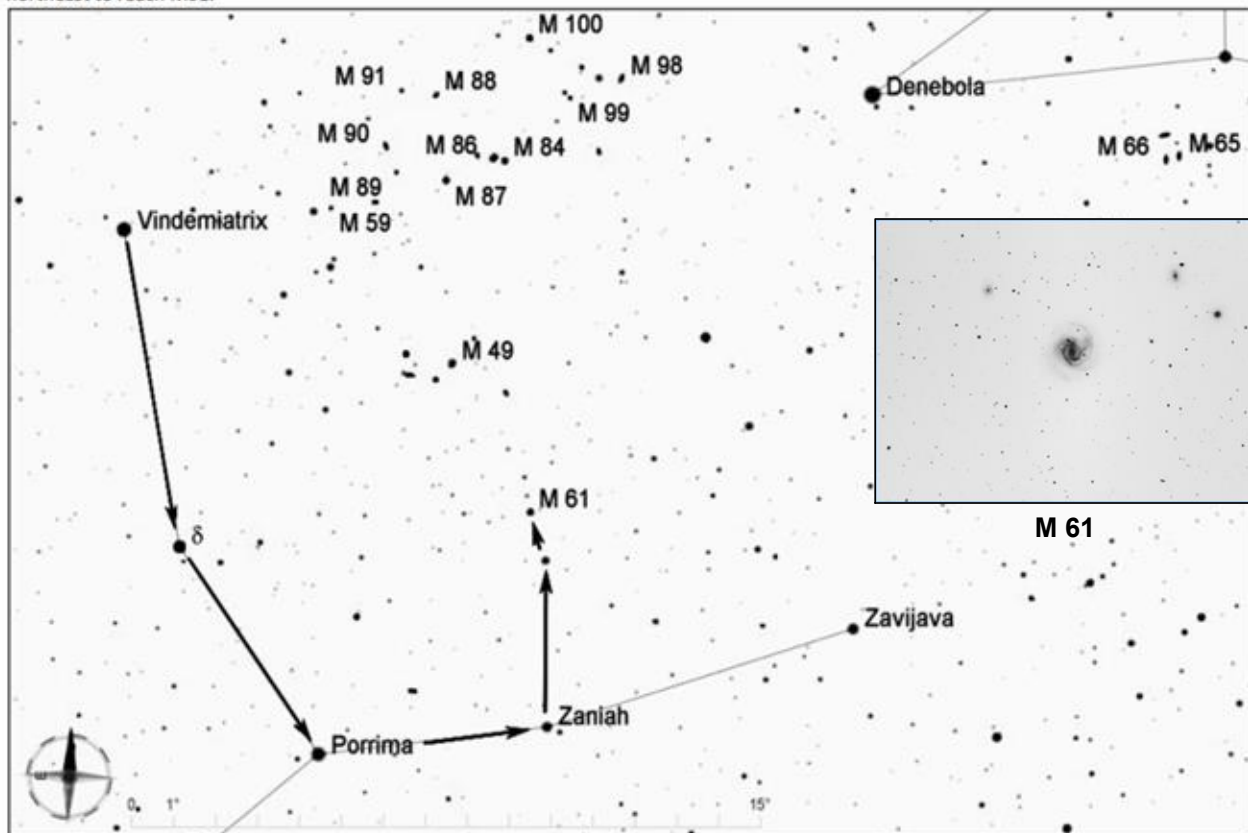 M 100
M 98
M 91
M 88
Denebola
M 99
M 90
M 86
M 84
M 66
M 65
M 87
M 89
M 59
Vindemiatrix
M 49
M 61
M 61
δ
Zavijava
Zaniah
Porrima
E
0
1°
15°